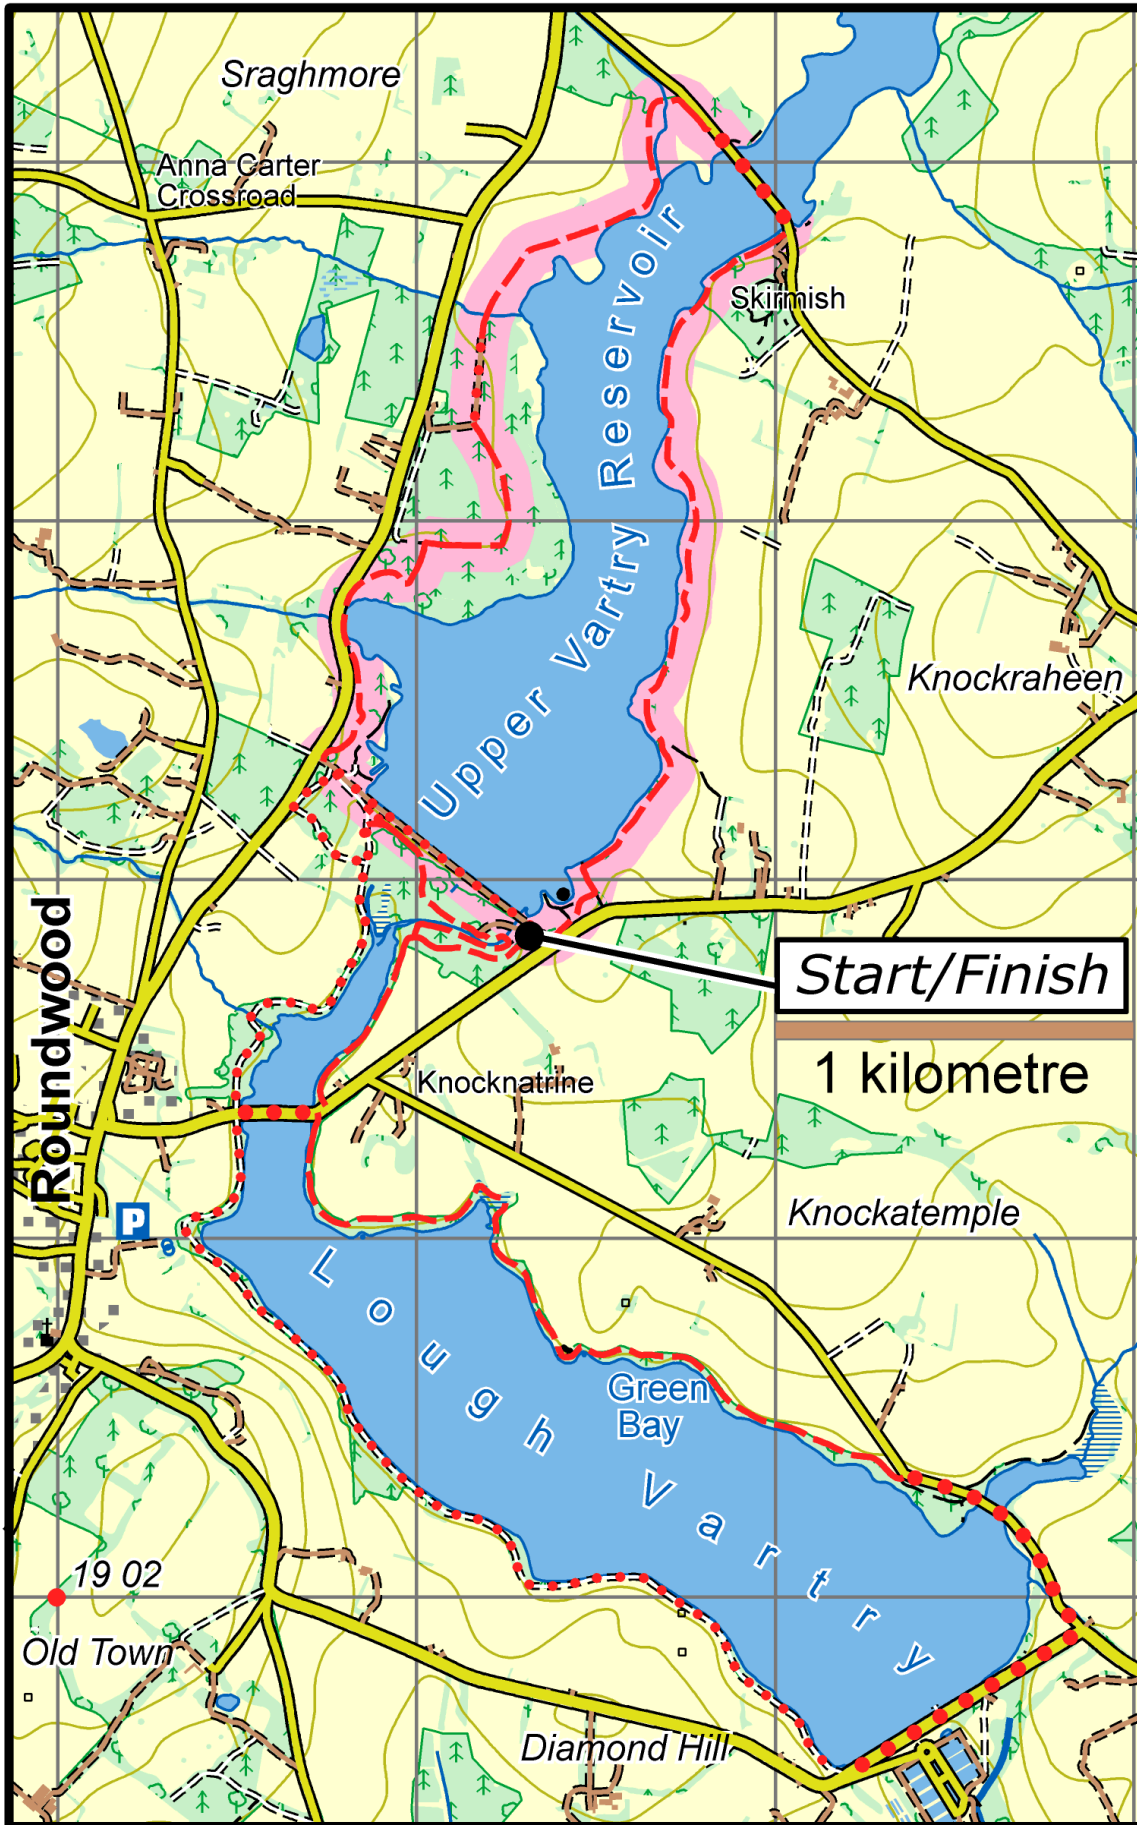 Sraghmore
Anna Carter
Crossroad
Skirmish
Upper Vartry Reservoir
Knockraheen
Roundwood
Start/Finish
1 kilometre
Knocknatrine
P
Knockatemple
Lough Vartry
Green
Bay
19 02
Old Town
Diamond Hill